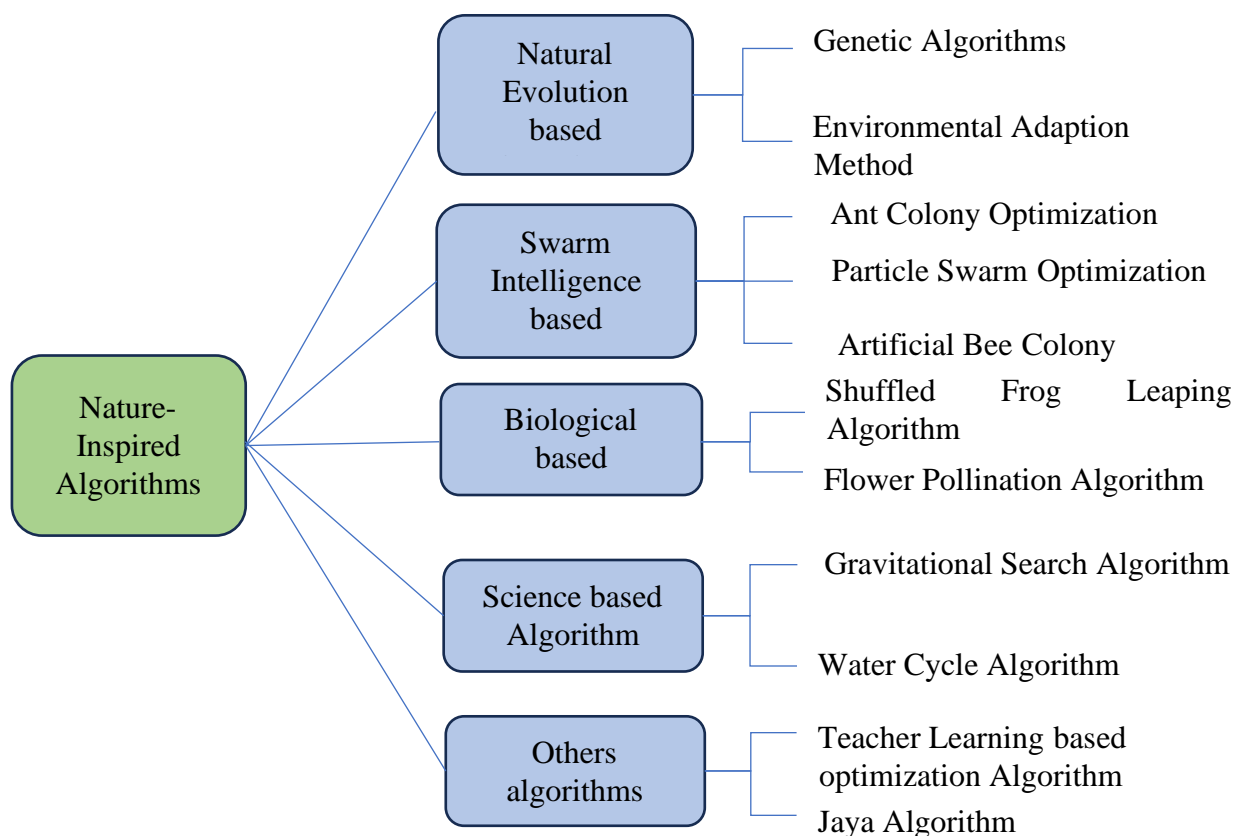 Nature-
Inspired
Algorithms
Natural
Evolution
based
Genetic Algorithms
Environmental Adaption
Method
Swarm
Intelligence
based
Ant Colony Optimization
Particle Swarm Optimization
Artificial Bee Colony
Biological
based
Shuffled Frog Leaping
Algorithm
Flower Pollination Algorithm
Science based
Algorithm
Gravitational Search Algorithm
Water Cycle Algorithm
Others
algorithms
Teacher Learning based
optimization Algorithm
Jaya Algorithm